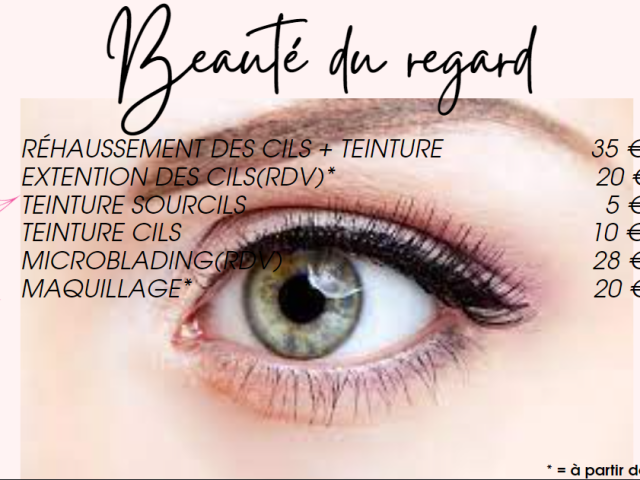 Beauté du regard
RÉHAUSSEMENT DES CILS + TEINTURE 35 €
EXTENTION DES CILS(RDV)* 20 €
TEINTURE SOURCILS 5 €
TEINTURE CILS 10 €
MICROBLADING(RDV) 28 €
MAQUILLAGE* 20 €
* = à partir de